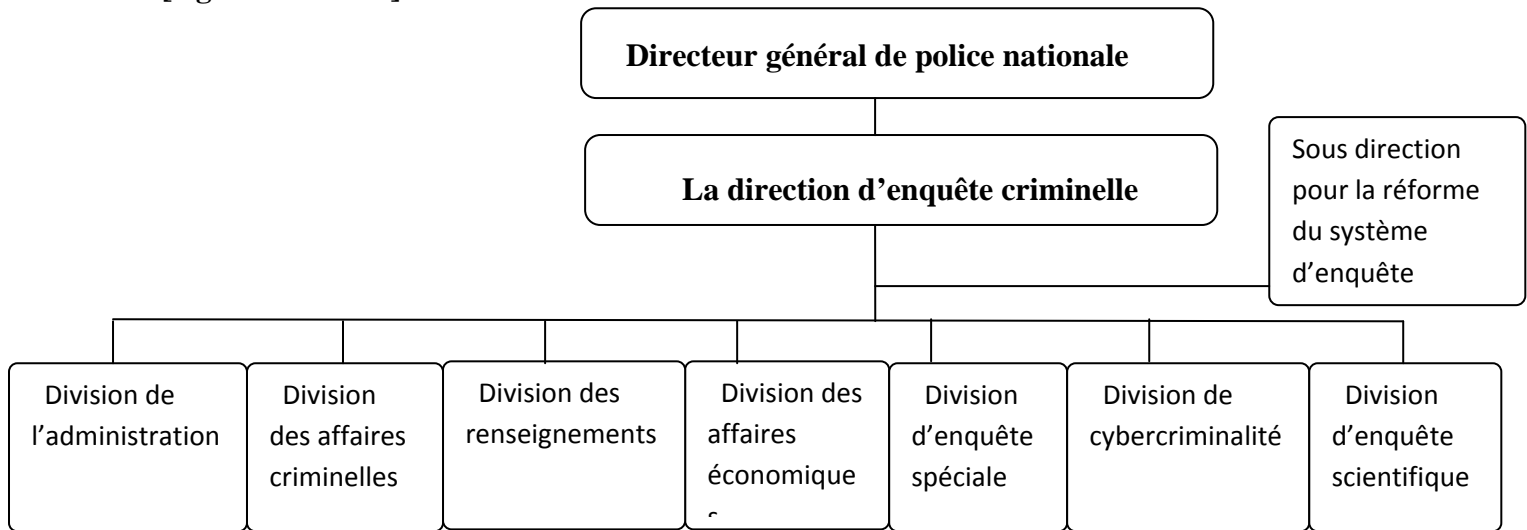 Directeur général de police nationale
La direction d’enquête criminelle
Sous direction
pour la réforme
du système
d’enquête
Division de
l’administration
Division
des affaires
criminelles
Division des
renseignements
Division des
affaires
économique
s
Division
d’enquête
spéciale
Division de
cybercriminalité
Division
d’enquête
scientifique